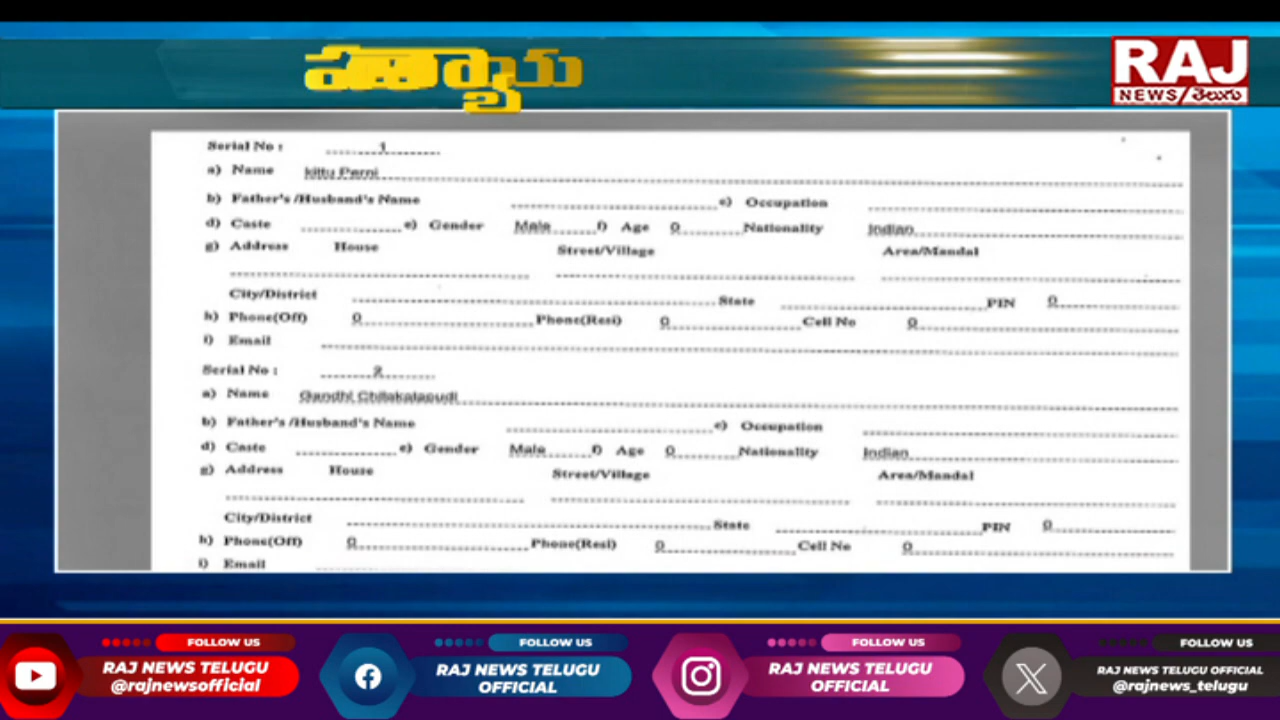 RAJ
NEWS తెలుగు
Serial No : 1
a) Name kittu Perni
b) Father's /Husband's Name c) Occupation
d) Caste e) Gender Male f) Age 0 Nationality Indian
g) Address House Street/Village Area/Mandal
City/District State PIN 0
h) Phone(Off) 0 Phone(Resi) 0 Cell No 0
i) Email
Serial No : 2
a) Name Gandhi Chilakalapudi
b) Father's /Husband's Name c) Occupation
d) Caste e) Gender Male f) Age 0 Nationality Indian
g) Address House Street/Village Area/Mandal
City/District State PIN 0
h) Phone(Off) 0 Phone(Resi) 0 Cell No 0
i) Email
FOLLOW US FOLLOW US FOLLOW US FOLLOW US
RAJ NEWS TELUGU RAJ NEWS TELUGU RAJ NEWS TELUGU RAJ NEWS TELUGU OFFICIAL
@rajnewsofficial OFFICIAL OFFICIAL @rajnews_telugu